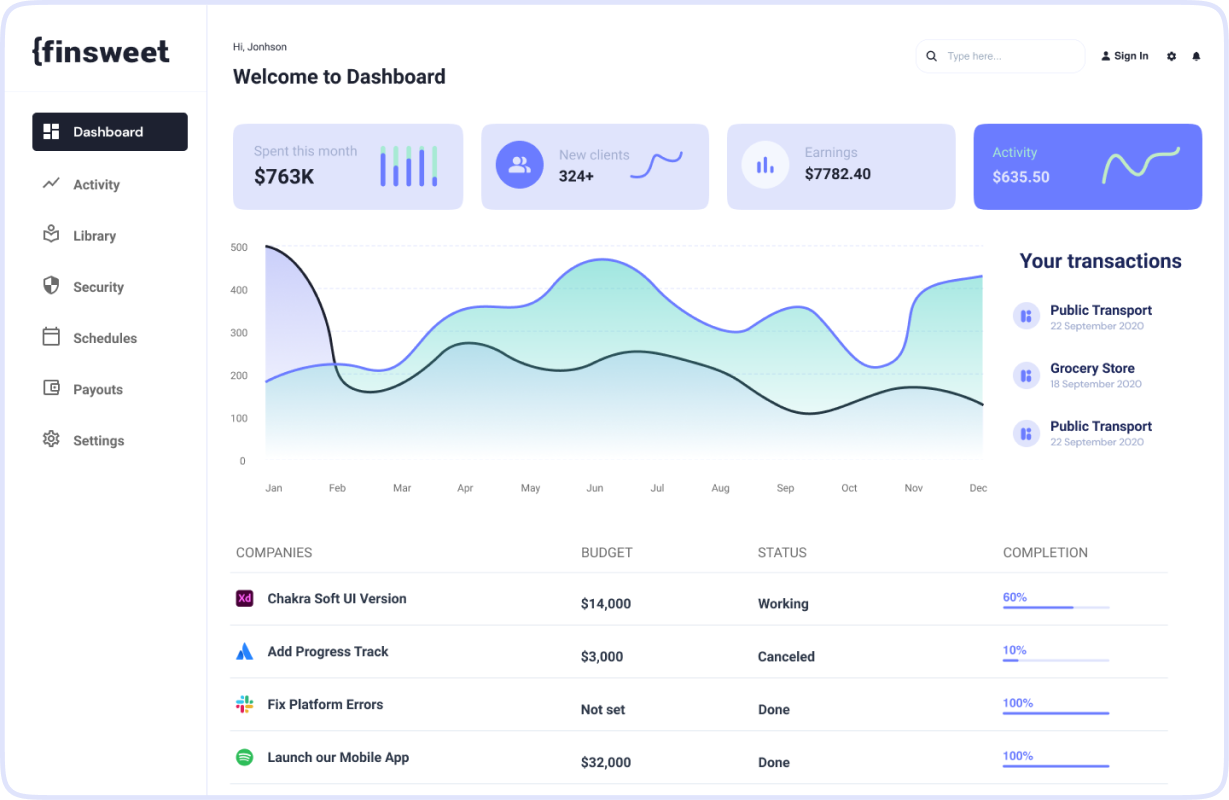 {finsweet
Hi, Jonhson
Welcome to Dashboard
Type here...
Sign In
Dashboard
Activity
Library
Security
Schedules
Payouts
Settings
Spent this month
$763K
New clients
324+
Earnings
$7782.40
Activity
$635.50
500
400
300
200
100
0
Jan Feb Mar Apr May Jun Jul Aug Sep Oct Nov Dec
Your transactions
Public Transport
22 September 2020
Grocery Store
18 September 2020
Public Transport
22 September 2020
COMPANIES BUDGET STATUS COMPLETION
Xd Chakra Soft UI Version $14,000 Working 60%
Add Progress Track $3,000 Canceled 10%
Fix Platform Errors Not set Done 100%
Launch our Mobile App $32,000 Done 100%